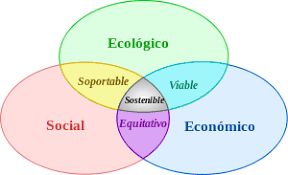 Ecológico
Soportable
Viable
Sostenible
Equitativo
Social
Económico